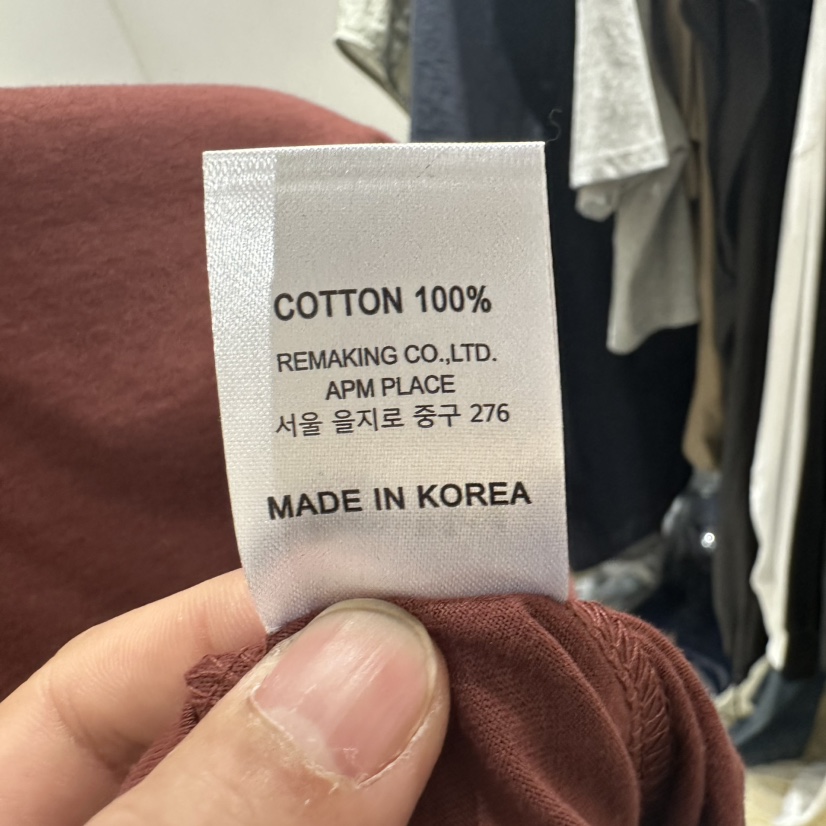 COTTON 100%
REMAKING CO.,LTD.
APM PLACE
서울 을지로 중구 276
MADE IN KOREA